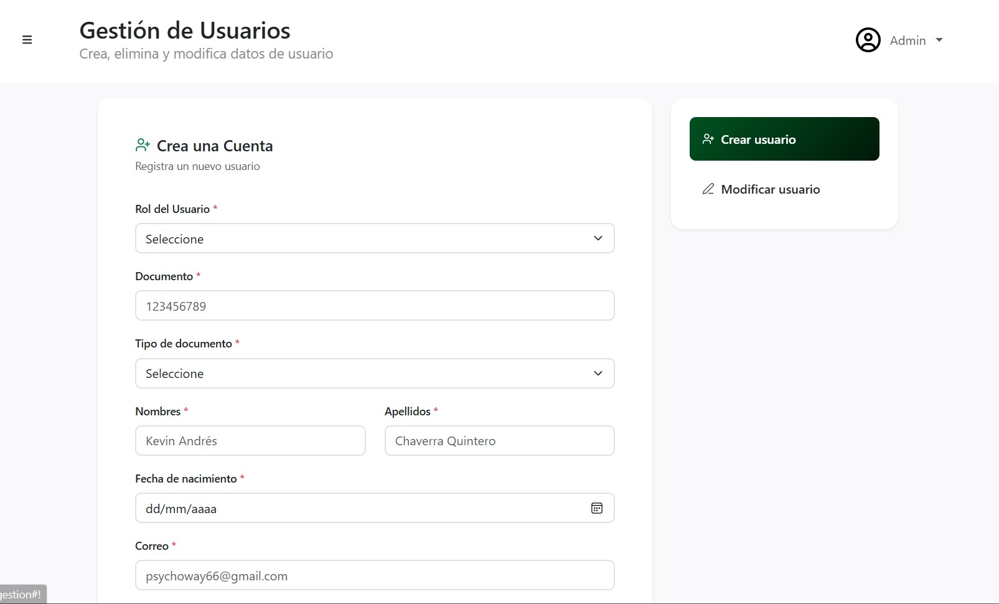 Gestión de Usuarios
Crea, elimina y modifica datos de usuario
Admin
Crea una Cuenta
Registra un nuevo usuario
Rol del Usuario *
Seleccione
Documento *
123456789
Tipo de documento *
Seleccione
Nombres *
Apellidos *
Kevin Andrés
Chaverra Quintero
Fecha de nacimiento *
dd/mm/aaaa
Correo *
psychoway66@gmail.com
Crear usuario
Modificar usuario
gestion#!